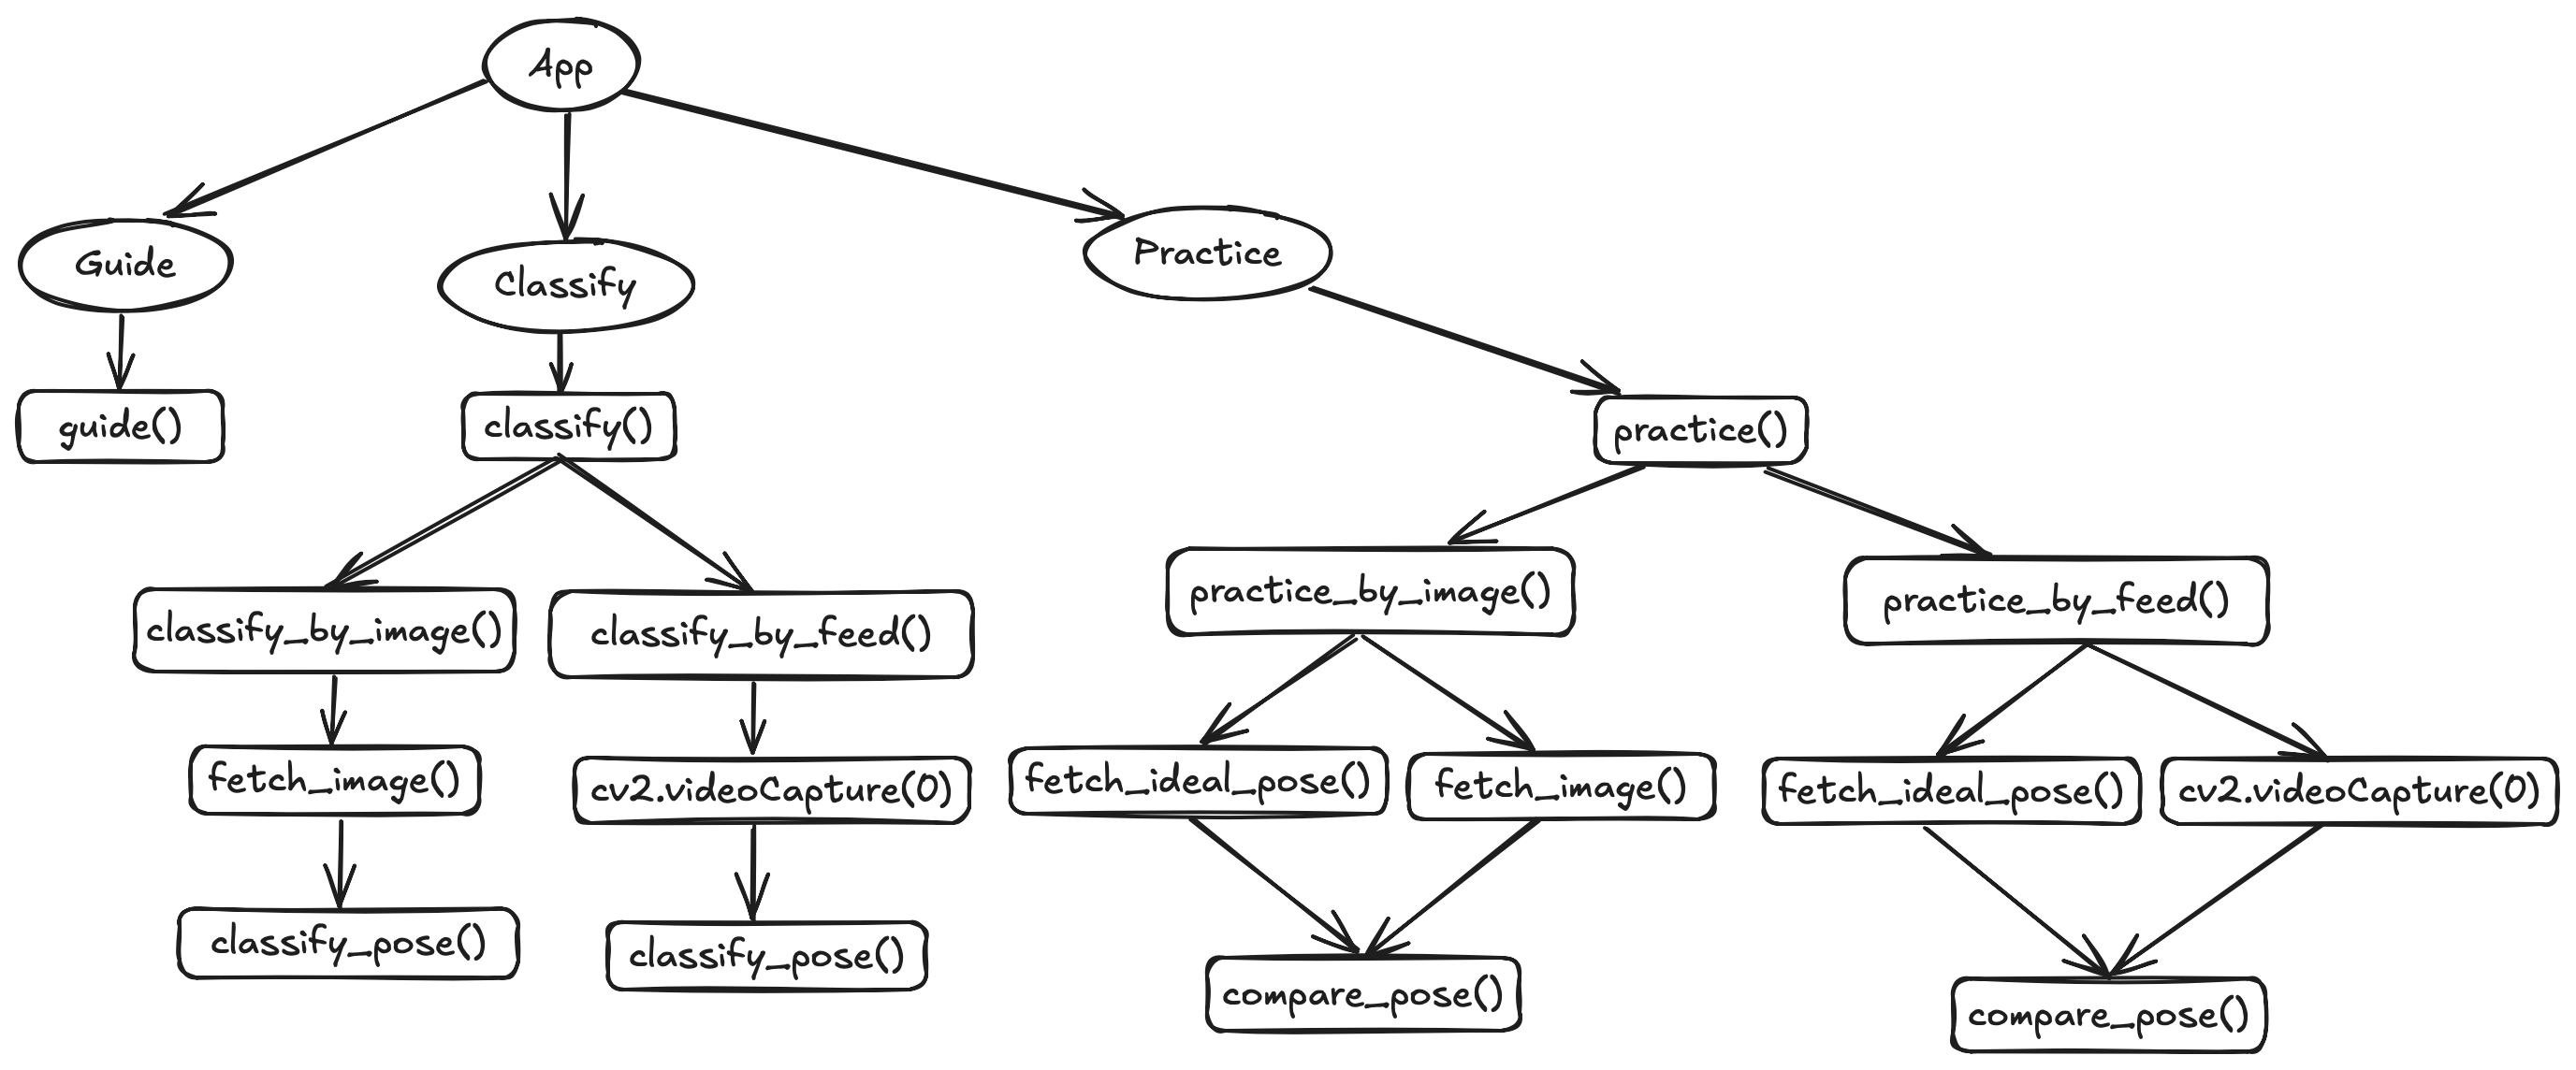 App
Guide
Classify
Practice
guide()
classify()
practice()
classify_by_image()
classify_by_feed()
practice_by_image()
practice_by_feed()
fetch_image()
cv2.videoCapture(0)
fetch_ideal_pose()
fetch_image()
fetch_ideal_pose()
cv2.videoCapture(0)
classify_pose()
classify_pose()
compare_pose()
compare_pose()